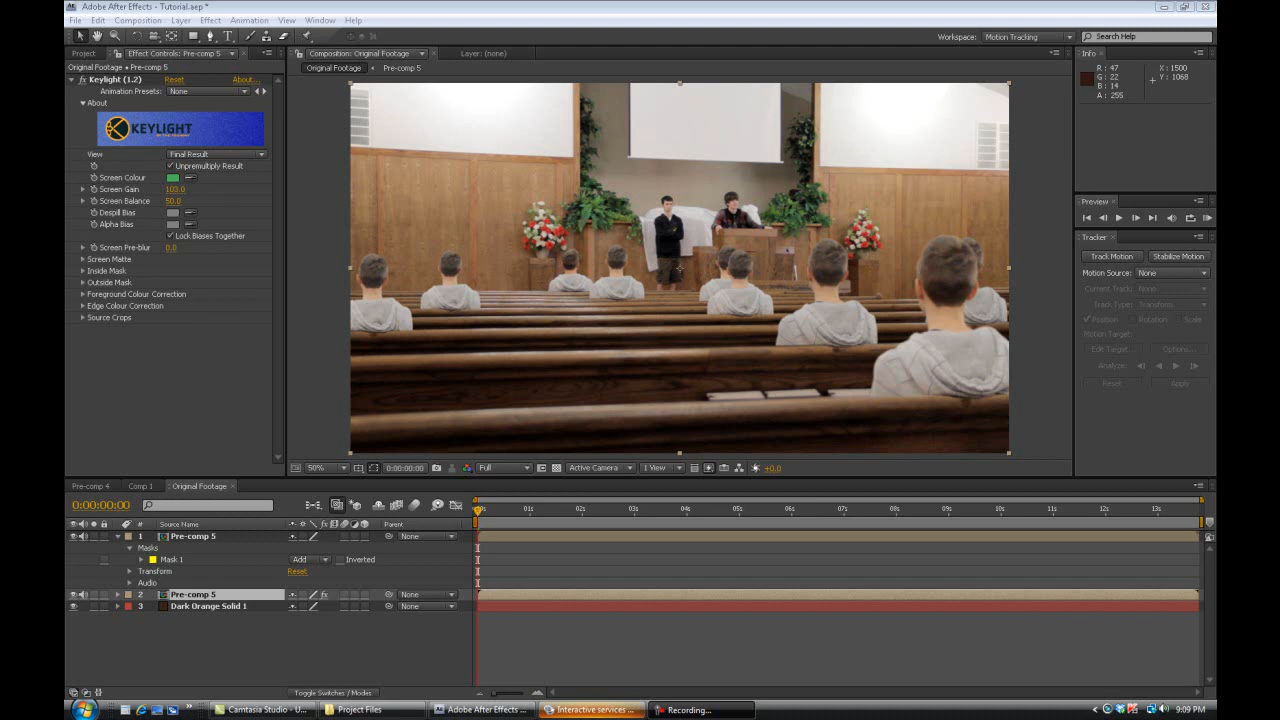 Adobe After Effects - Tutorial.aep *
File Edit Composition Layer Effect Animation View Window Help
Workspace: Motion Tracking Search Help
Project Effect Controls: Pre-comp 5 Composition: Original Footage Layer: (none) Info
Original Footage • Pre-comp 5
Original Footage Pre-comp 5
R: 47 X: 1500
G: 22 Y: 1068
B: 14
A: 255
Keylight (1.2) Reset About...
Animation Presets: None
About
KEYLIGHT
View Final Result
Unpremultiply Result
Screen Colour
Screen Gain 103.0
Screen Balance 50.0
Despill Bias
Alpha Bias
Lock Biases Together
Screen Pre-blur 0.0
Screen Matte
Inside Mask
Outside Mask
Foreground Colour Correction
Edge Colour Correction
Source Crops
Preview
Tracker
Track Motion Stabilize Motion
Motion Source: None
Current Track: None
Track Type: Transform
Position Rotation Scale
Motion Target:
Edit Target... Options...
Analyze:
Reset Apply
50% 0:00:00:00 Full Active Camera 1 View +0.0
Pre-comp 4 Comp 1 Original Footage
0:00:00:00
00s 01s 02s 03s 04s 05s 06s 07s 08s 09s 10s 11s 12s 13s
# Source Name Parent
1 Pre-comp 5 None
Masks
Mask 1 Add Inverted
Transform Reset
Audio
2 Pre-comp 5 None
3 Dark Orange Solid 1 None
Toggle Switches / Modes
Camtasia Studio - U... Project Files Adobe After Effects ... Interactive services ... Recording... 9:09 PM